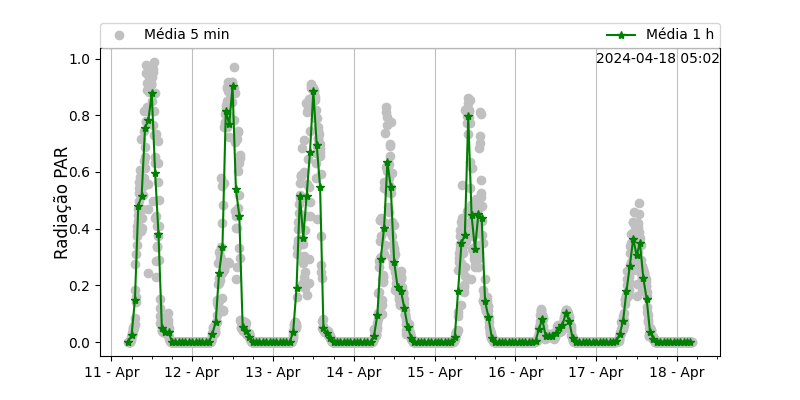 Média 5 min
Média 1 h
2024-04-18 05:02
Radiação PAR
1.0
0.8
0.6
0.4
0.2
0.0
11 - Apr
12 - Apr
13 - Apr
14 - Apr
15 - Apr
16 - Apr
17 - Apr
18 - Apr